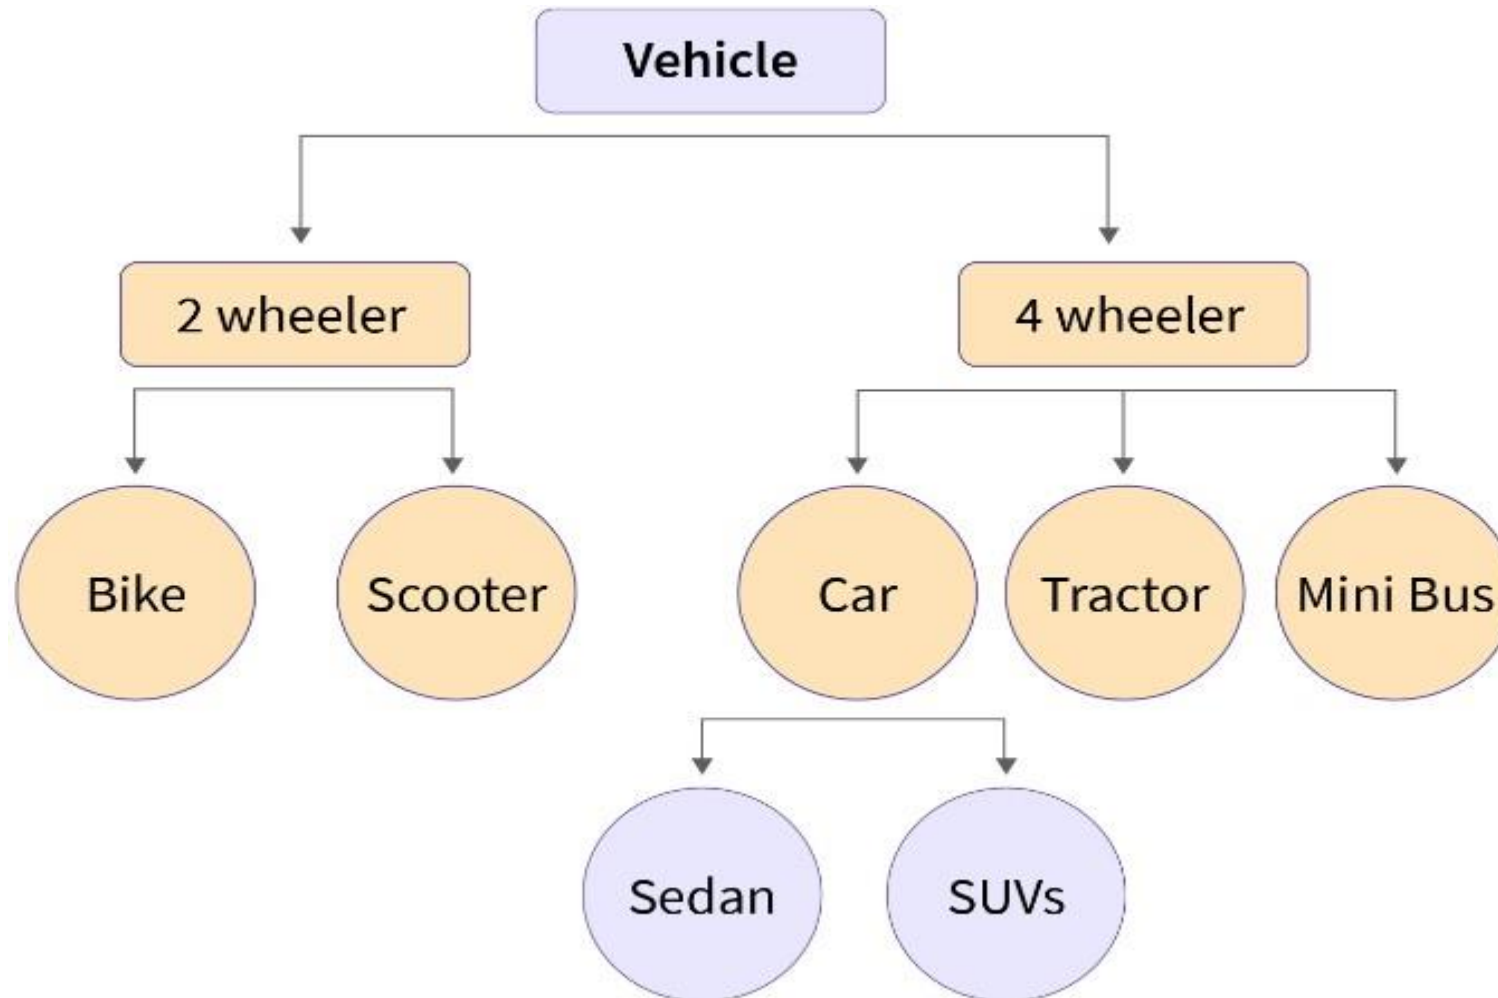 Vehicle
2 wheeler
4 wheeler
Bike
Scooter
Car
Tractor
Mini Bus
Sedan
SUVs